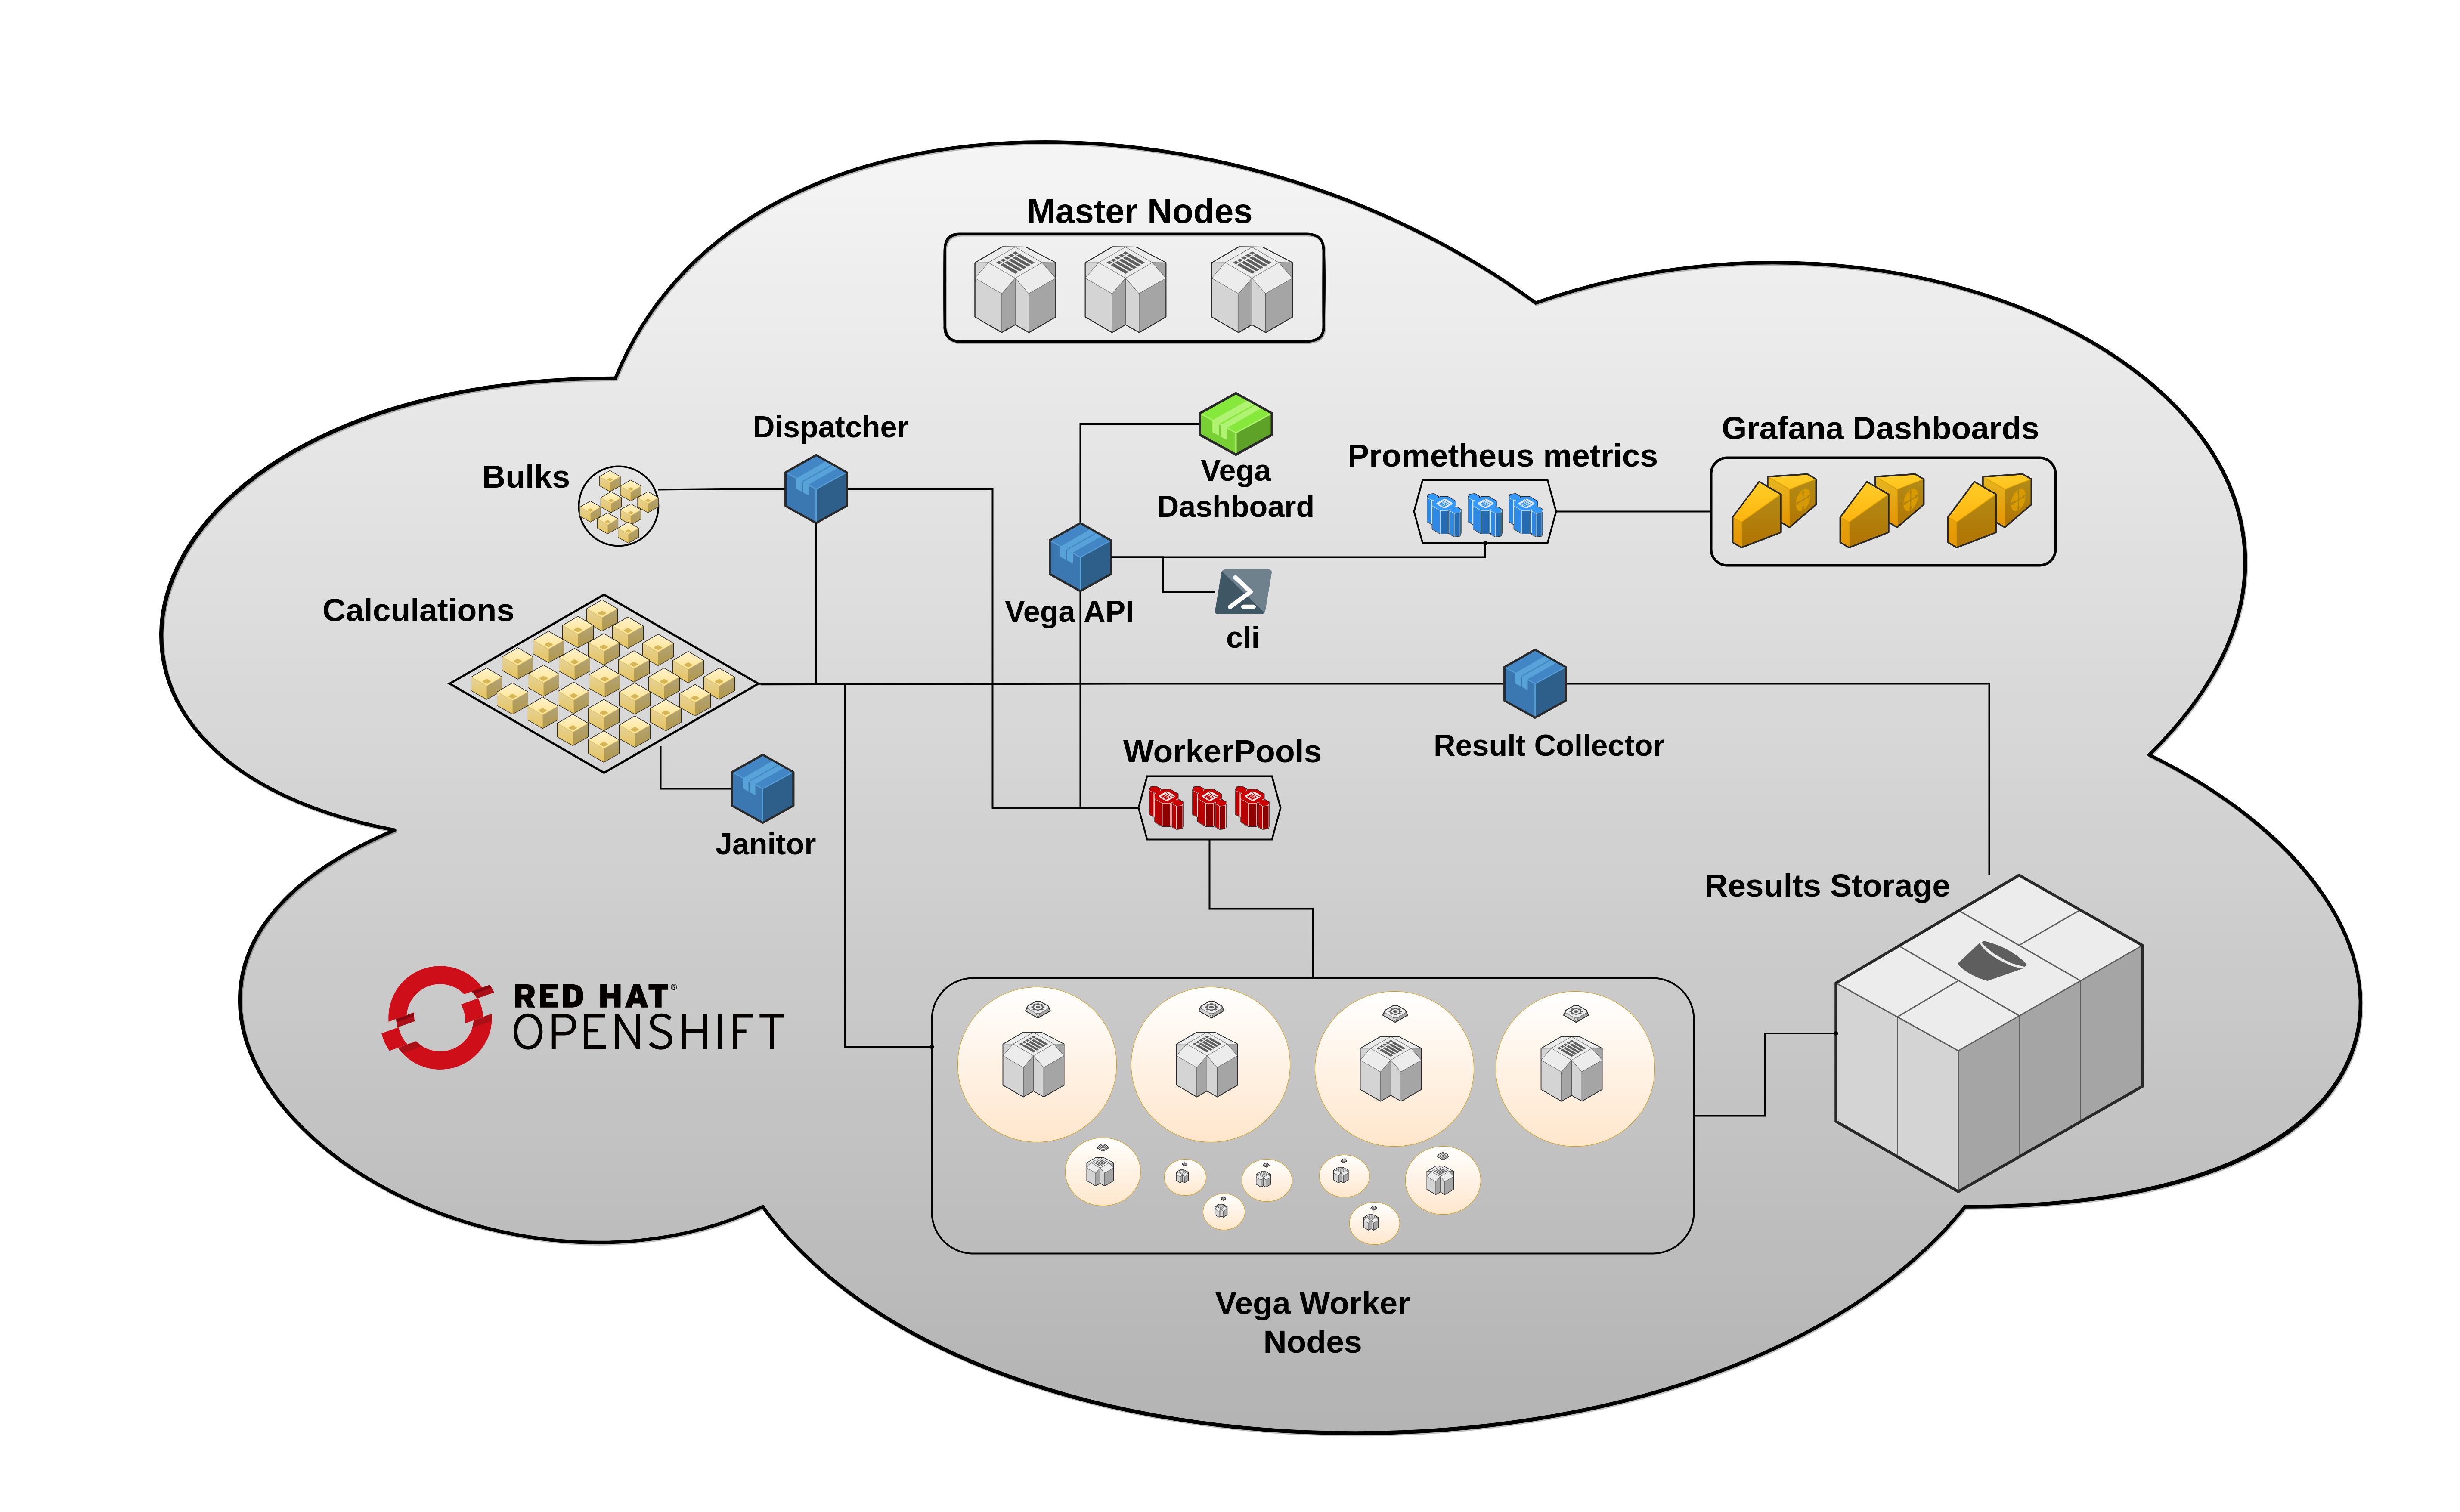 Master Nodes
Dispatcher
Bulks
Vega
Dashboard
Prometheus metrics
Grafana Dashboards
Calculations
Vega API
cli
Result Collector
WorkerPools
Janitor
Results Storage
RED HAT®
OPENSHIFT
Vega Worker
Nodes